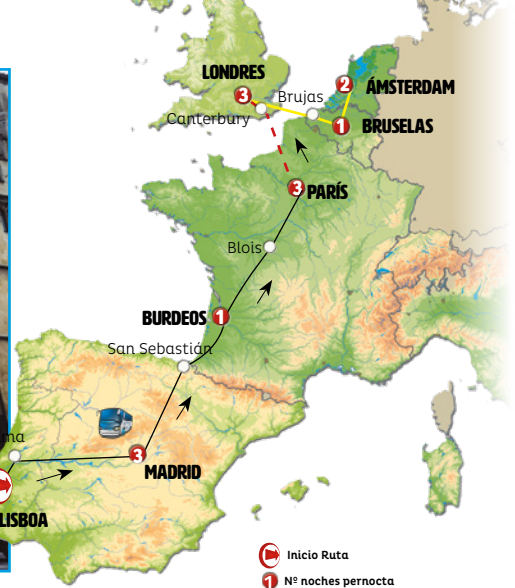 LONDRES
3
Canterbury
Brujas
2
ÁMSTERDAM
1
BRUSELAS
3
PARÍS
Blois
BURDEOS
1
San Sebastián
3
MADRID
LISBOA
Inicio Ruta
1 Nº noches pernocta